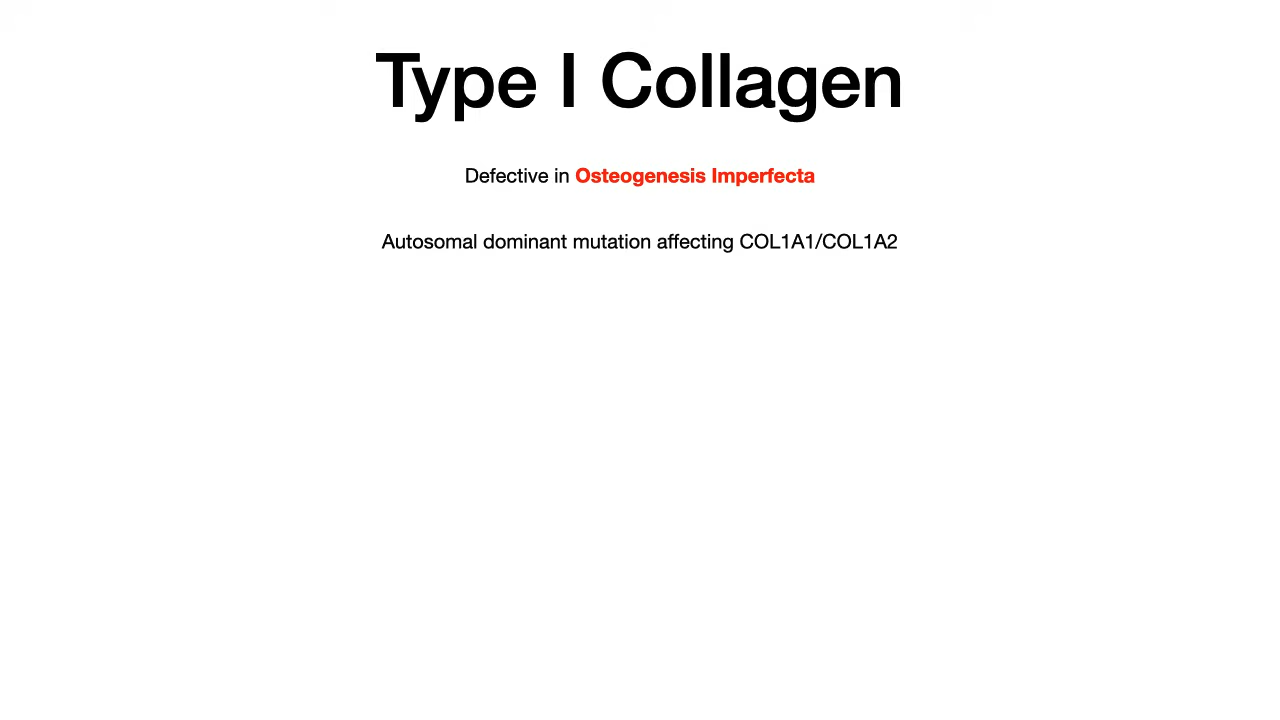 Type I Collagen
Defective in Osteogenesis Imperfecta
Autosomal dominant mutation affecting COL1A1/COL1A2